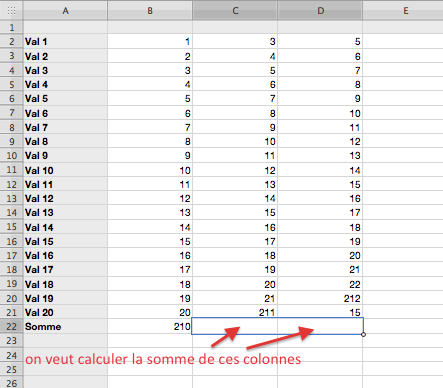 A B C D E
1
2 Val 1 1 3 5
3 Val 2 2 4 6
4 Val 3 3 5 7
5 Val 4 4 6 8
6 Val 5 5 7 9
7 Val 6 6 8 10
8 Val 7 7 9 11
9 Val 8 8 10 12
10 Val 9 9 11 13
11 Val 10 10 12 14
12 Val 11 11 13 15
13 Val 12 12 14 16
14 Val 13 13 15 17
15 Val 14 14 16 18
16 Val 15 15 17 19
17 Val 16 16 18 20
18 Val 17 17 19 21
19 Val 18 18 20 22
20 Val 19 19 21 212
21 Val 20 20 211 15
22 Somme 210
23
24 on veut calculer la somme de ces colonnes
25
26